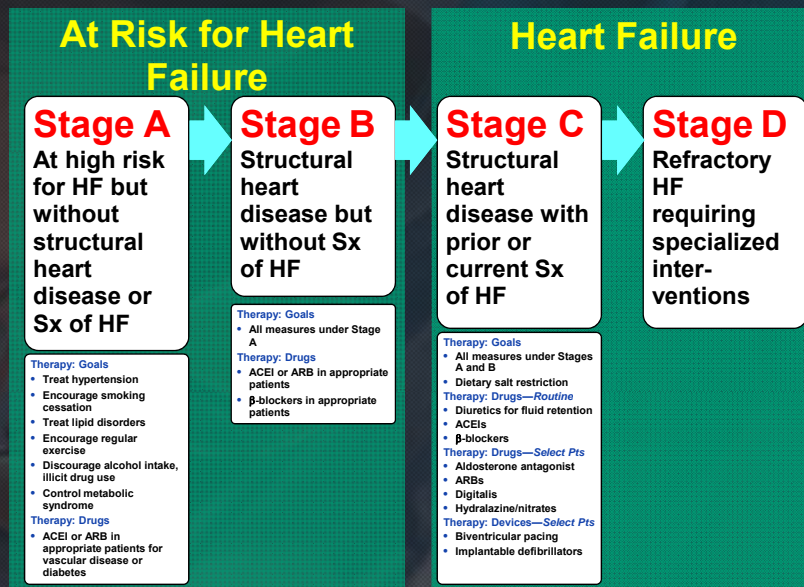 At Risk for Heart
Failure
Stage A
At high risk
for HF but
without
structural
heart
disease or
Sx of HF
Therapy: Goals
• Treat hypertension
• Encourage smoking
cessation
• Treat lipid disorders
• Encourage regular
exercise
• Discourage alcohol intake,
illicit drug use
• Control metabolic
syndrome
Therapy: Drugs
• ACEI or ARB in
appropriate patients for
vascular disease or
diabetes
Stage B
Structural
heart
disease but
without Sx
of HF
Therapy: Goals
• All measures under Stage
A
Therapy: Drugs
• ACEI or ARB in appropriate
patients
• β-blockers in appropriate
patients
Heart Failure
Stage C
Structural
heart
disease with
prior or
current Sx
of HF
Therapy: Goals
• All measures under Stages
A and B
• Dietary salt restriction
Therapy: Drugs—Routine
• Diuretics for fluid retention
• ACEIs
• β-blockers
Therapy: Drugs—Select Pts
• Aldosterone antagonist
• ARBs
• Digitalis
• Hydralazine/nitrates
Therapy: Devices—Select Pts
• Biventricular pacing
• Implantable defibrillators
Stage D
Refractory
HF
requiring
specialized
inter-
ventions